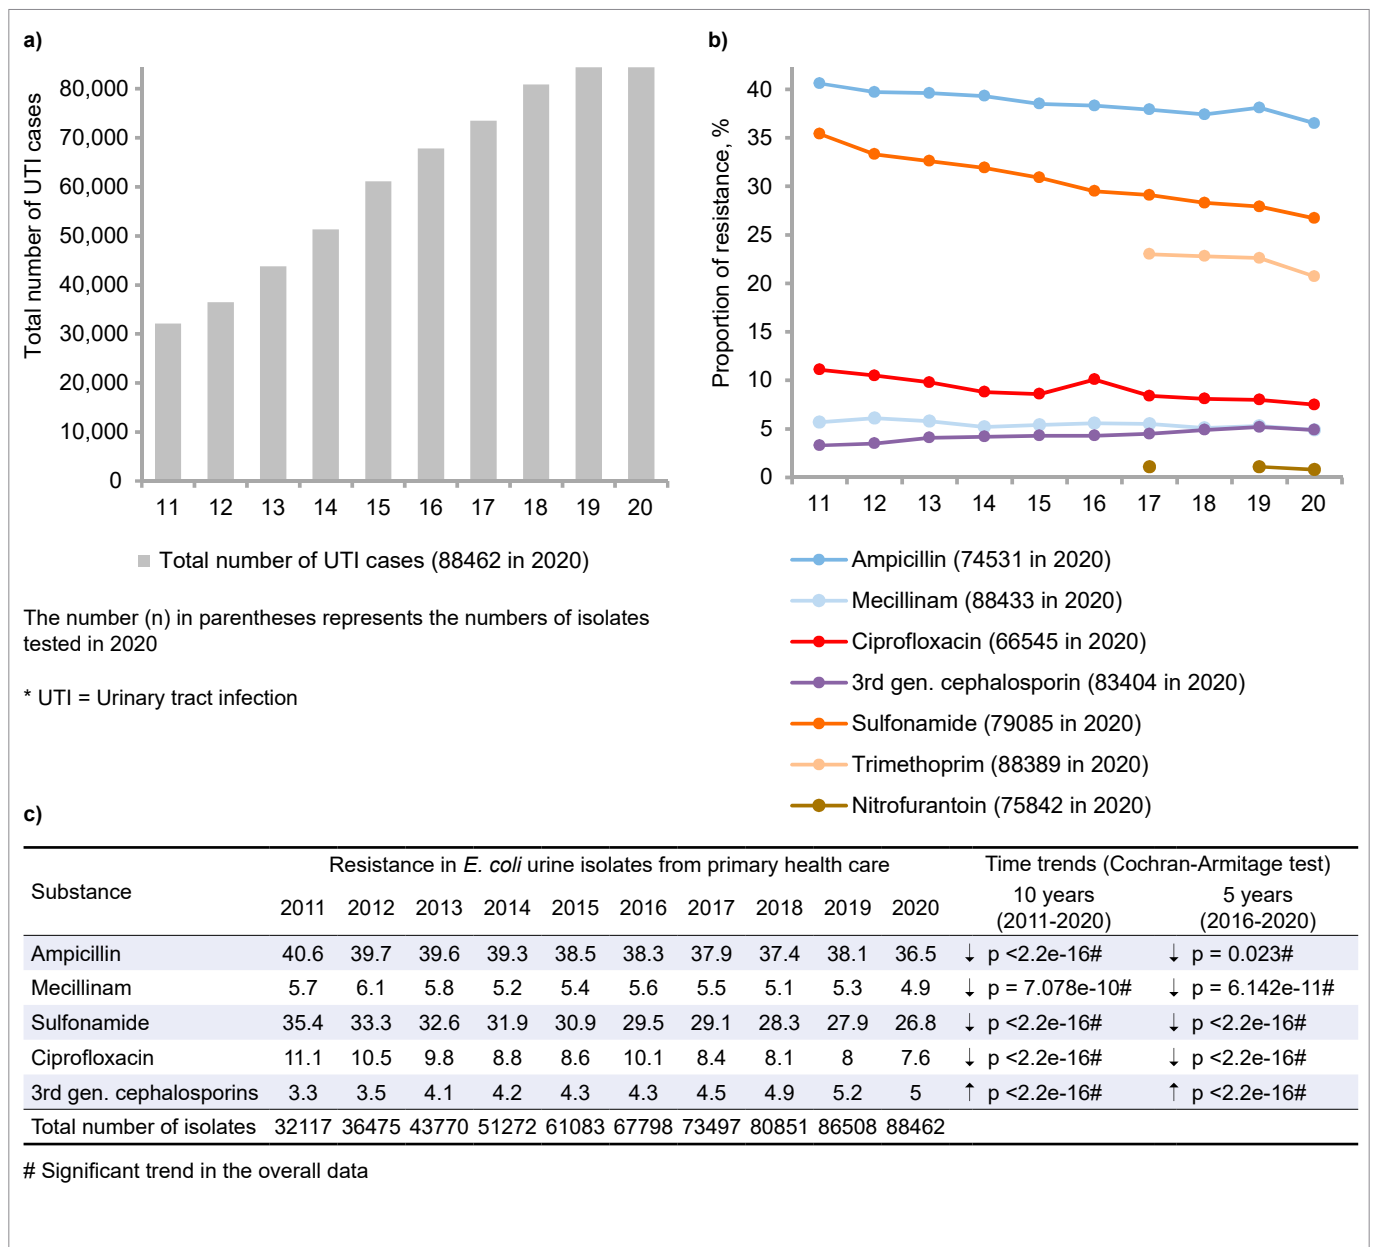 a)
Total number of UTI cases
80,000
70,000
60,000
50,000
40,000
30,000
20,000
10,000
0
11 12 13 14 15 16 17 18 19 20
Total number of UTI cases (88462 in 2020)
The number (n) in parentheses represents the numbers of isolates
tested in 2020
* UTI = Urinary tract infection
b)
Proportion of resistance, %
40
35
30
25
20
15
10
5
0
11 12 13 14 15 16 17 18 19 20
Ampicillin (74531 in 2020)
Mecillinam (88433 in 2020)
Ciprofloxacin (66545 in 2020)
3rd gen. cephalosporin (83404 in 2020)
Sulfonamide (79085 in 2020)
Trimethoprim (88389 in 2020)
Nitrofurantoin (75842 in 2020)
c)
Substance Resistance in E. coli urine isolates from primary health care Time trends (Cochran-Armitage test)
2011 2012 2013 2014 2015 2016 2017 2018 2019 2020 10 years (2011-2020) 5 years (2016-2020)
Ampicillin 40.6 39.7 39.6 39.3 38.5 38.3 37.9 37.4 38.1 36.5 ↓ p <2.2e-16# ↓ p = 0.023#
Mecillinam 5.7 6.1 5.8 5.2 5.4 5.6 5.5 5.1 5.3 4.9 ↓ p = 7.078e-10# ↓ p = 6.142e-11#
Sulfonamide 35.4 33.3 32.6 31.9 30.9 29.5 29.1 28.3 27.9 26.8 ↓ p <2.2e-16# ↓ p <2.2e-16#
Ciprofloxacin 11.1 10.5 9.8 8.8 8.6 10.1 8.4 8.1 8 7.6 ↓ p <2.2e-16# ↓ p <2.2e-16#
3rd gen. cephalosporins 3.3 3.5 4.1 4.2 4.3 4.3 4.5 4.9 5.2 5 ↑ p <2.2e-16# ↑ p <2.2e-16#
Total number of isolates 32117 36475 43770 51272 61083 67798 73497 80851 86508 88462
# Significant trend in the overall data